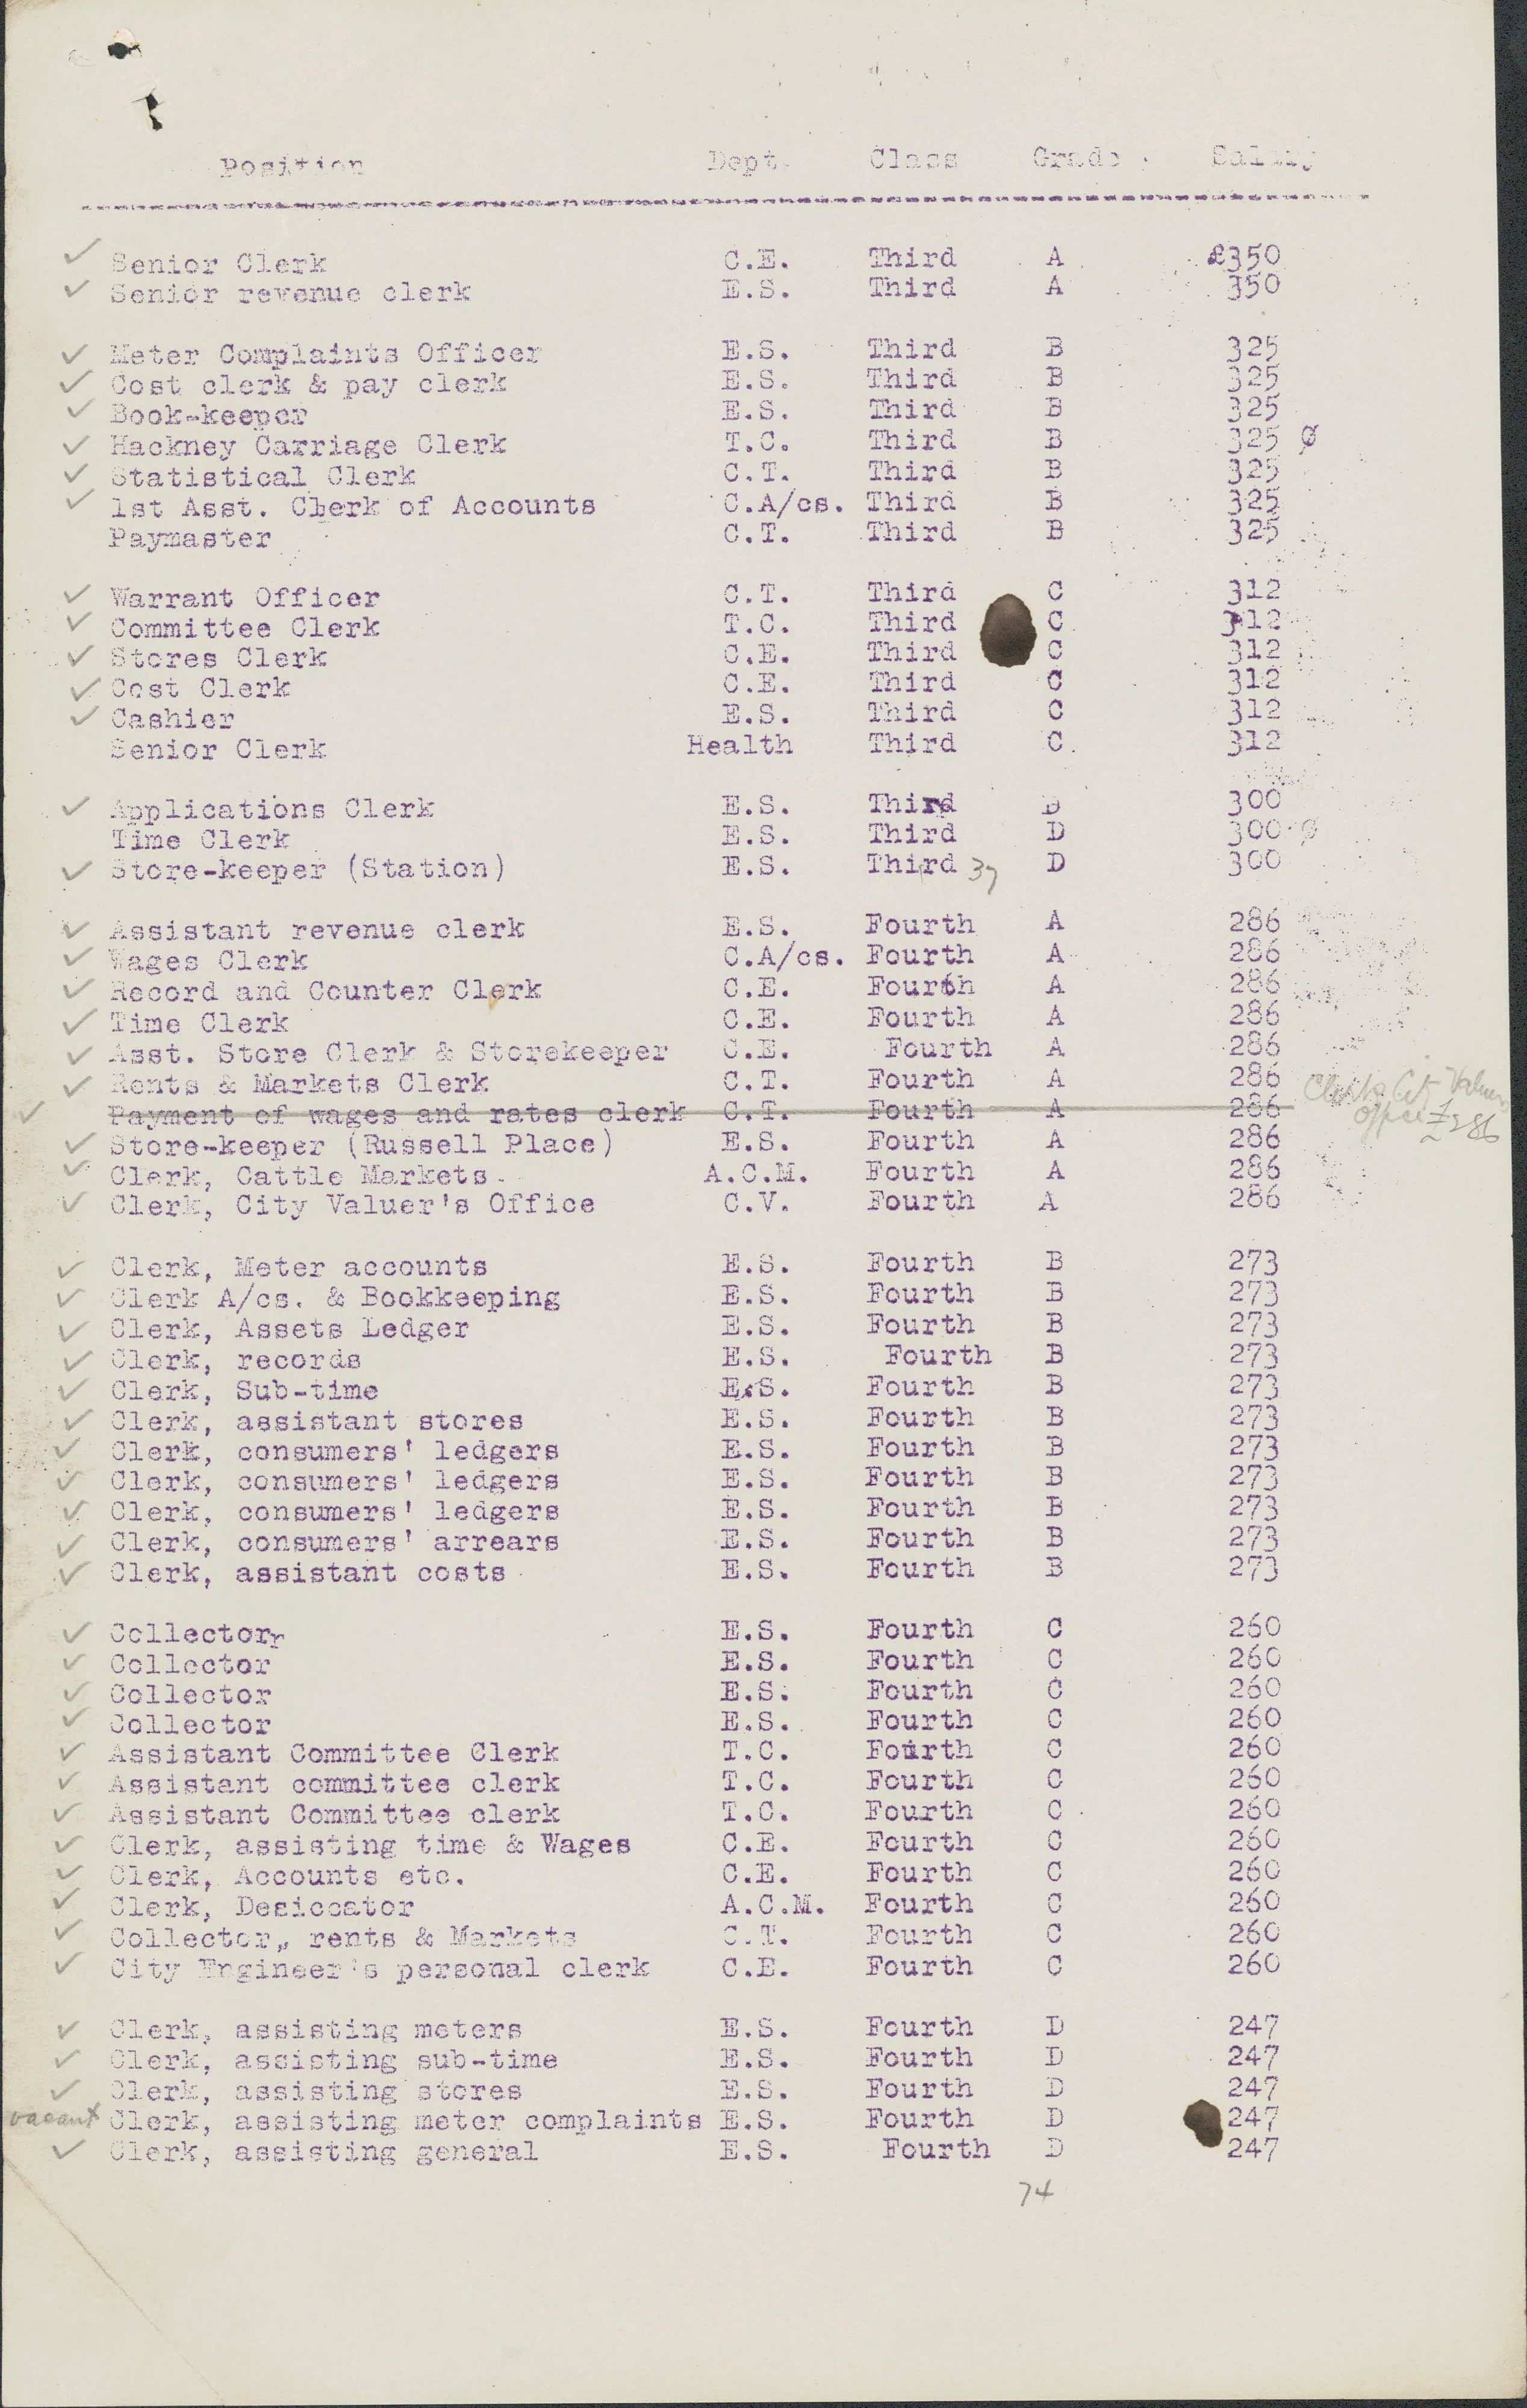 Position Dept. Class Grade Salary
Senior Clerk C.E. Third A £350
Senior revenue clerk E.S. Third A 350
Meter Complaints Officer E.S. Third B 325
Cost clerk & pay clerk E.S. Third B 325
Book-keeper E.S. Third B 325
Hackney Carriage Clerk T.C. Third B 325 Ø
Statistical Clerk C.T. Third B 325
1st Asst. Clerk of Accounts C.A/cs. Third B 325
Paymaster C.T. Third B 325
Warrant Officer C.T. Third C 312
Committee Clerk T.C. Third C 312
Stores Clerk C.E. Third C 312
Cost Clerk C.E. Third C 312
Cashier E.S. Third C 312
Senior Clerk Health Third C. 312
Applications Clerk E.S. Third D 300
Time Clerk E.S. Third D 300 Ø
Store-keeper (Station) E.S. Third 37 D 300
Assistant revenue clerk E.S. Fourth A 286
Wages Clerk C.A/cs. Fourth A 286
Record and Counter Clerk C.E. Fourth A 286
Time Clerk C.E. Fourth A 286
Asst. Store Clerk & Storekeeper C.E. Fourth A 286
Rents & Markets Clerk C.T. Fourth A 286
Payment of wages and rates clerk C.T. Fourth A 286
Office £286
Store-keeper (Russell Place) E.S. Fourth A 286
Clerk, Cattle Markets. A.C.M. Fourth A 286
Clerk, City Valuer's Office C.V. Fourth A 286
Clerk, Meter accounts E.S. Fourth B 273
Clerk A/cs. & Bookkeeping E.S. Fourth B 273
Clerk, Assets Ledger E.S. Fourth B 273
Clerk, records E.S. Fourth B 273
Clerk, Sub-time E.S. Fourth B 273
Clerk, assistant stores E.S. Fourth B 273
Clerk, consumers' ledgers E.S. Fourth B 273
Clerk, consumers' ledgers E.S. Fourth B 273
Clerk, consumers' ledgers E.S. Fourth B 273
Clerk, consumers' arrears E.S. Fourth B 273
Clerk, assistant costs E.S. Fourth B 273
Collectorr E.S. Fourth C 260
Collector E.S. Fourth C 260
Collector E.S. Fourth C 260
Collector E.S. Fourth C 260
Assistant Committee Clerk T.C. Fourth C 260
Assistant committee clerk T.C. Fourth C 260
Assistant Committee clerk T.C. Fourth C 260
Clerk, assisting time & Wages C.E. Fourth C 260
Clerk, Accounts etc. C.E. Fourth C 260
Clerk, Desiccator A.C.M. Fourth C 260
Collector,, rents & Markets C.T. Fourth C 260
City Engineer's personal clerk C.E. Fourth C 260
Clerk, assisting meters E.S. Fourth D 247
Clerk, assisting sub-time E.S. Fourth D 247
Clerk, assisting stores E.S. Fourth D 247
vacant Clerk, assisting meter complaints E.S. Fourth D 247
Clerk, assisting general E.S. Fourth D 247
74